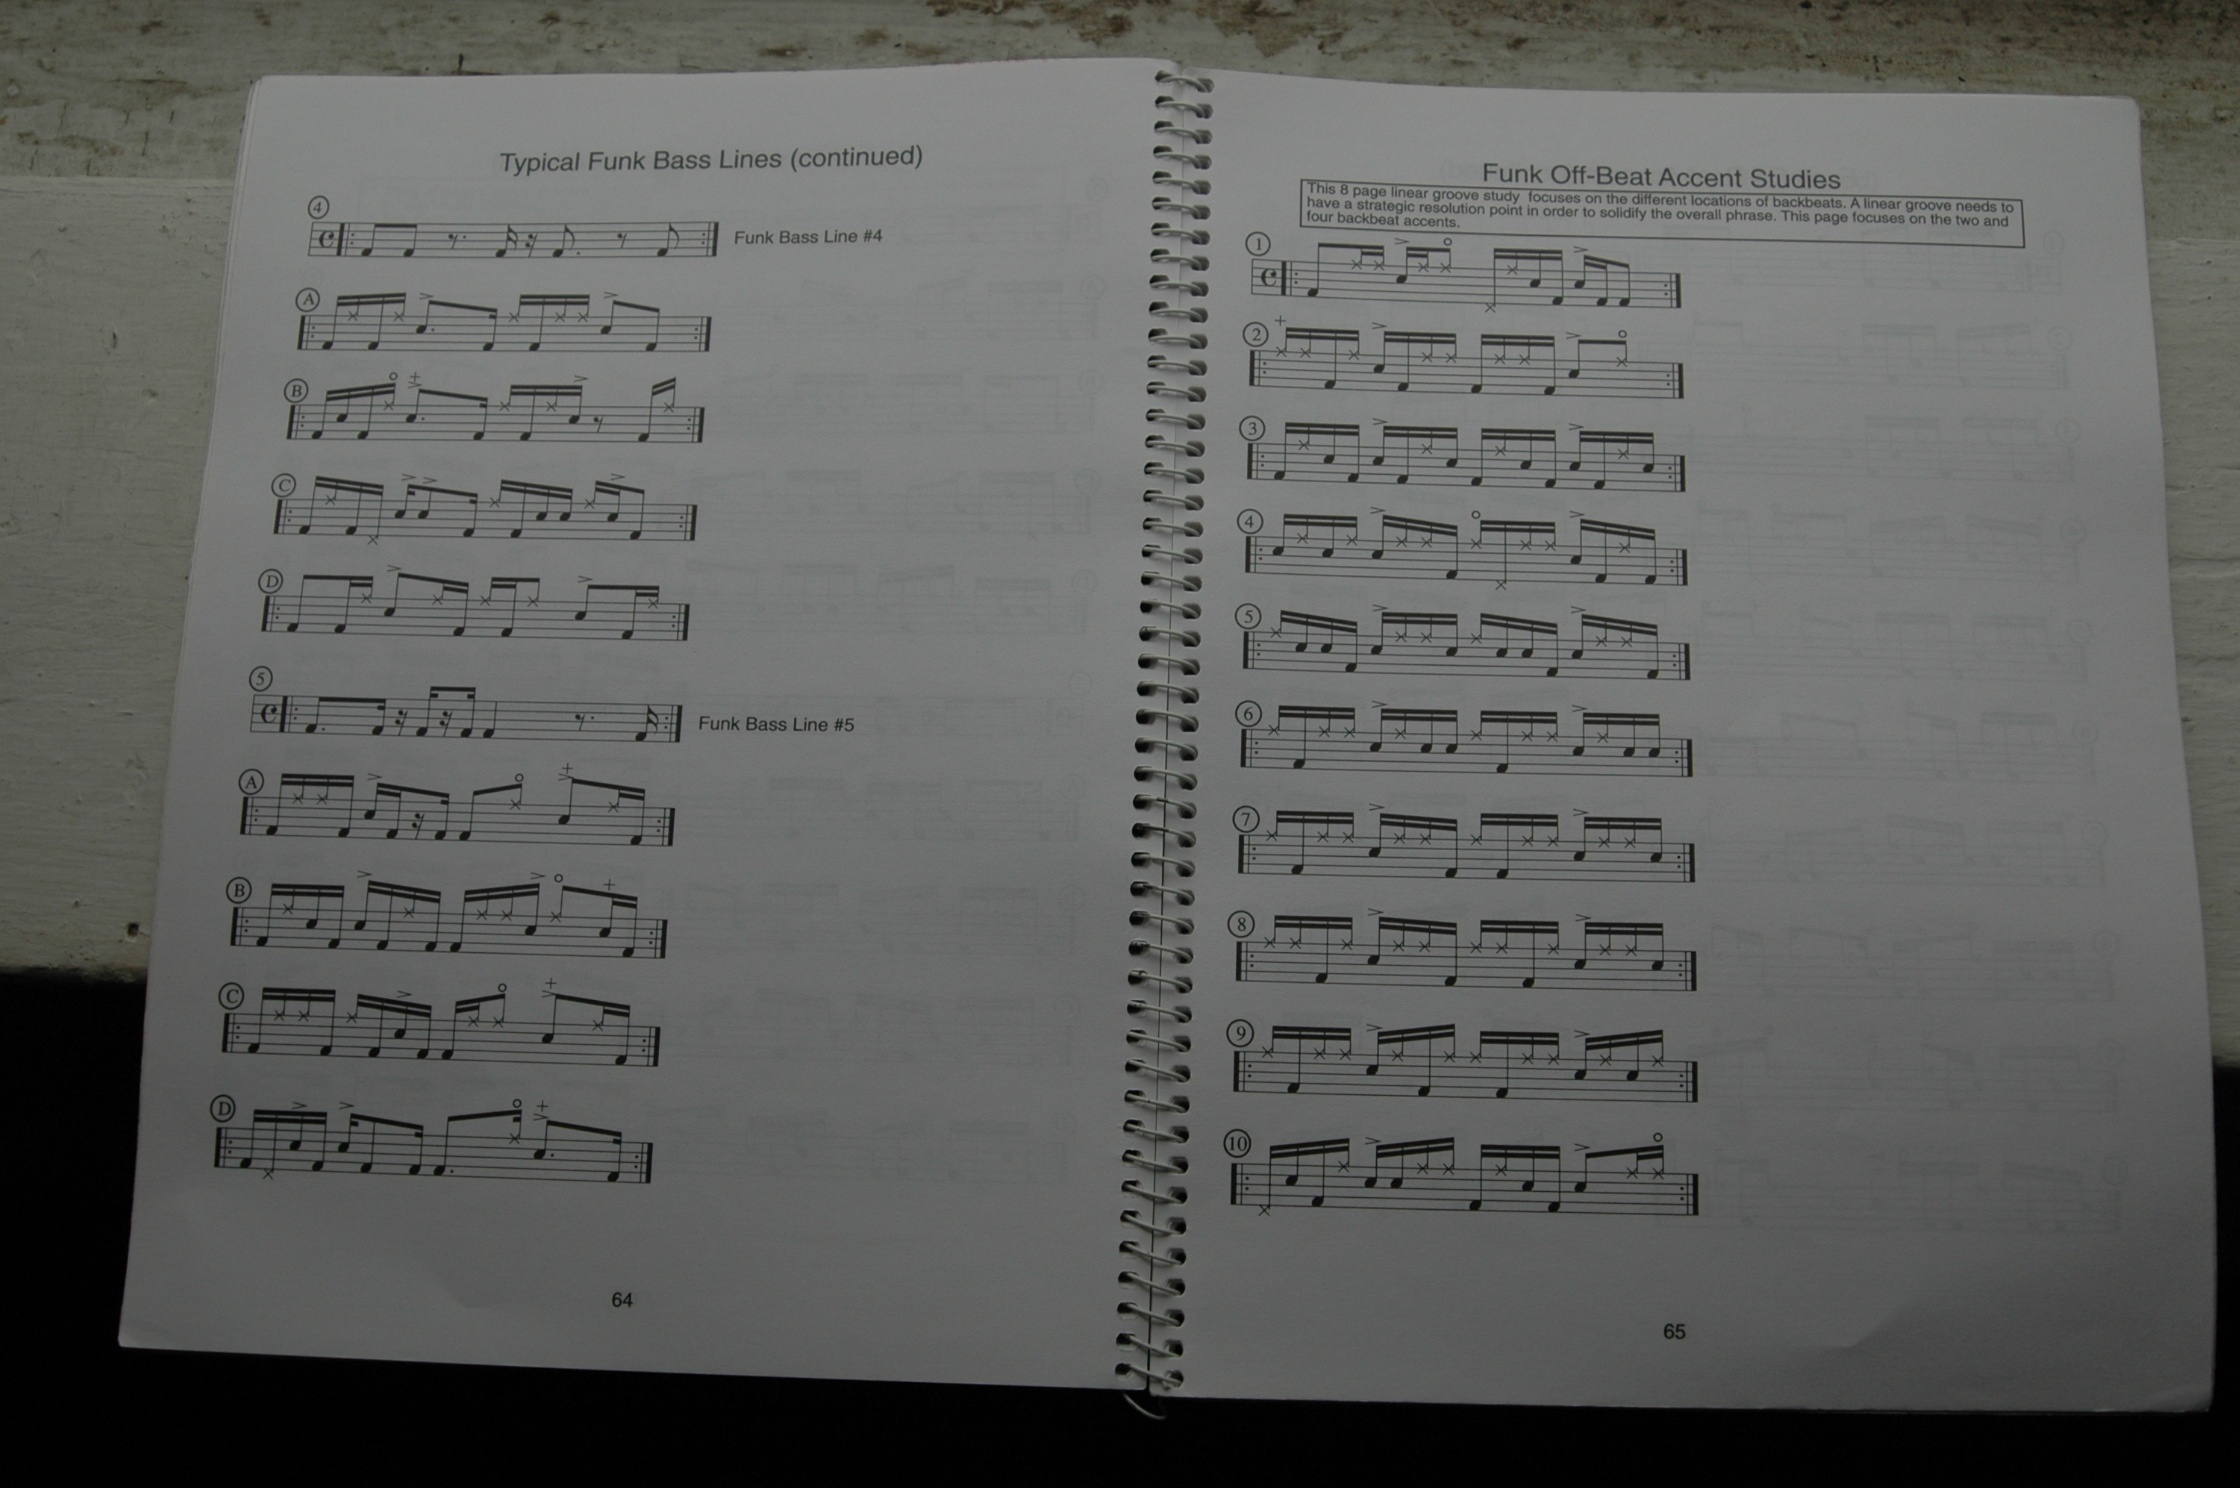 Typical Funk Bass Lines (continued)
4
Funk Bass Line #4
A
B
C
D
5
Funk Bass Line #5
A
B
C
D
64
Funk Off-Beat Accent Studies
This 8 page linear groove study focuses on the different locations of backbeats. A linear groove needs to
have a strategic resolution point in order to solidify the overall phrase. This page focuses on the two and
four backbeat accents.
1
2
3
4
5
6
7
8
9
10
65